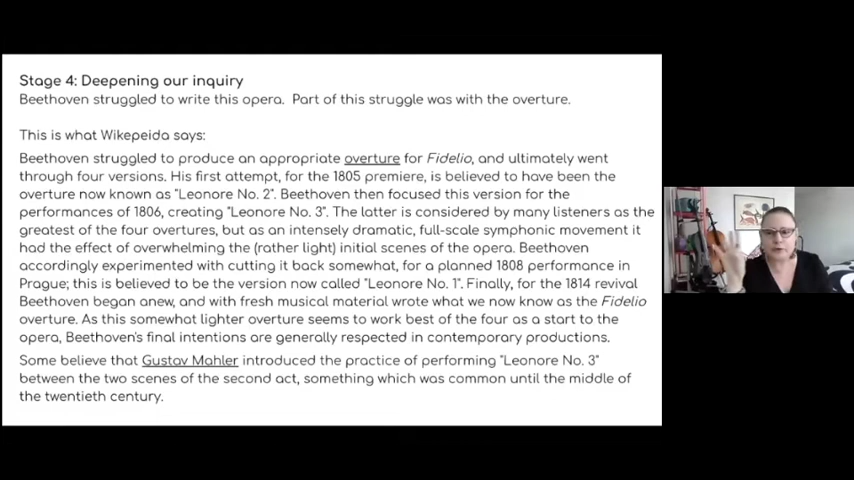 Stage 4: Deepening our inquiry
Beethoven struggled to write this opera. Part of this struggle was with the overture.
This is what Wikepeida says:
Beethoven struggled to produce an appropriate overture for Fidelio, and ultimately went
through four versions. His first attempt, for the 1805 premiere, is believed to have been the
overture now known as "Leonore No. 2". Beethoven then focused this version for the
performances of 1806, creating "Leonore No. 3". The latter is considered by many listeners as the
greatest of the four overtures, but as an intensely dramatic, full-scale symphonic movement it
had the effect of overwhelming the (rather light) initial scenes of the opera. Beethoven
accordingly experimented with cutting it back somewhat, for a planned 1808 performance in
Prague; this is believed to be the version now called "Leonore No. 1". Finally, for the 1814 revival
Beethoven began anew, and with fresh musical material wrote what we now know as the Fidelio
overture. As this somewhat lighter overture seems to work best of the four as a start to the
opera, Beethoven's final intentions are generally respected in contemporary productions.
Some believe that Gustav Mahler introduced the practice of performing "Leonore No. 3"
between the two scenes of the second act, something which was common until the middle of
the twentieth century.